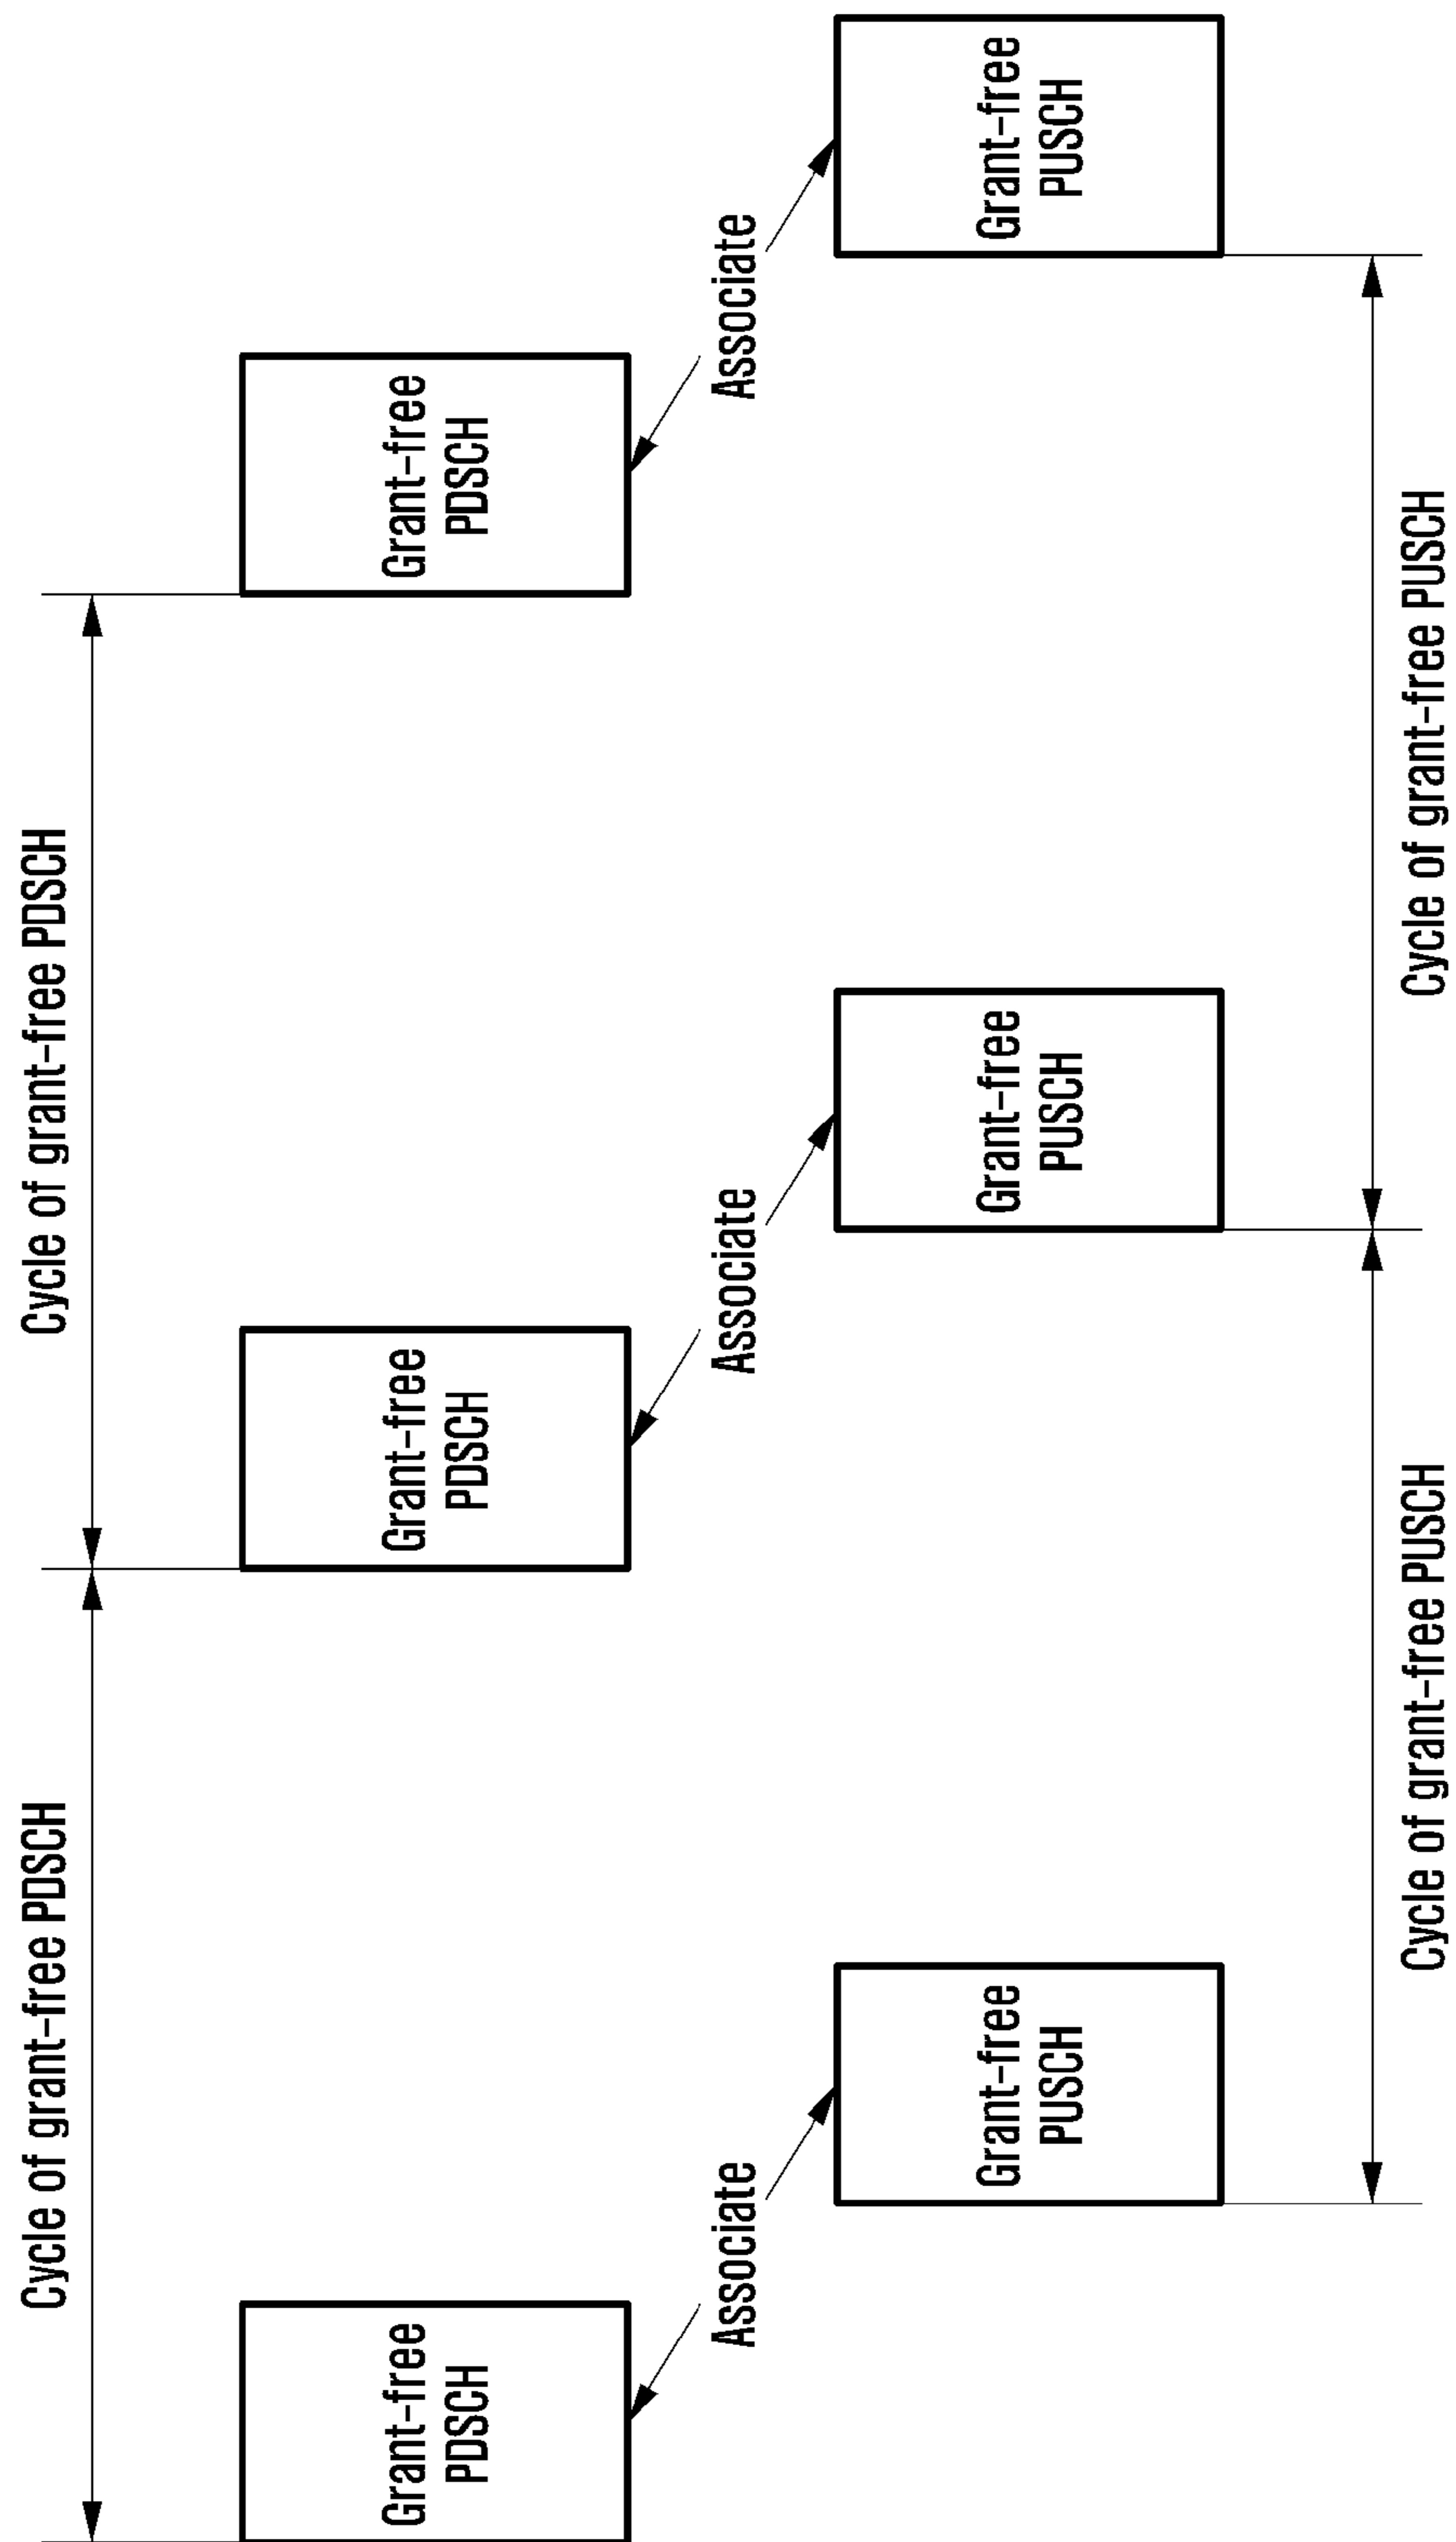 Cycle of grant-free PDSCH
Cycle of grant-free PDSCH
Grant-free
PDSCH
Grant-free
PDSCH
Grant-free
PDSCH
Associate
Associate
Associate
Grant-free
PUSCH
Grant-free
PUSCH
Grant-free
PUSCH
Cycle of grant-free PUSCH
Cycle of grant-free PUSCH